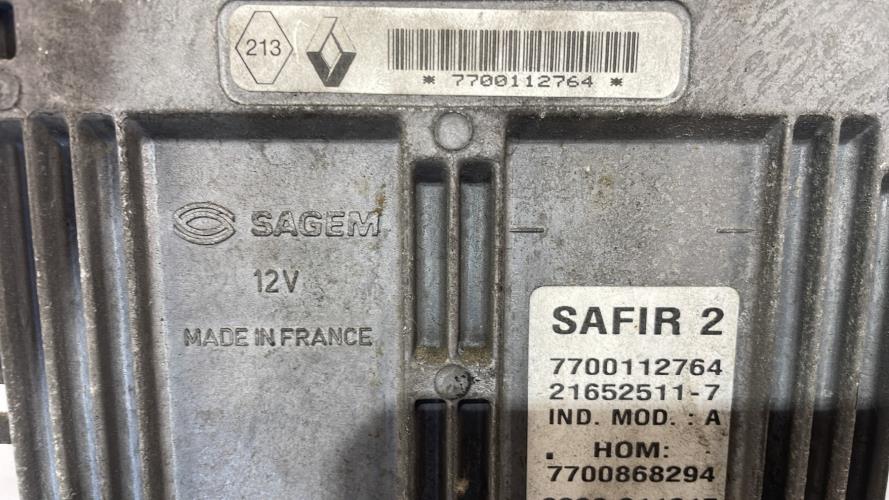 213
* 7700112764 *
SAGEM
12V
MADE IN FRANCE
SAFIR 2
7700112764
21652511-7
IND. MOD. : A
. HOM:
7700868294